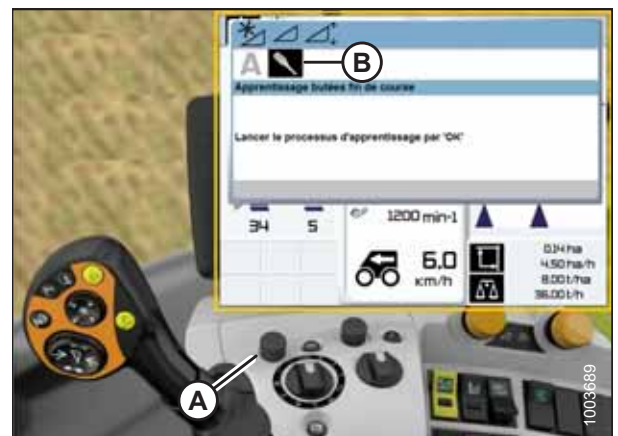 A
B
Apprentissage butées fin de course
Lancer le processus d'apprentissage par 'OK'
34
5
1200 min-1
6.0
km/h
0.14 ha
4.50 ha/h
8.00 t/ha
36.00 t/h
A
1003689